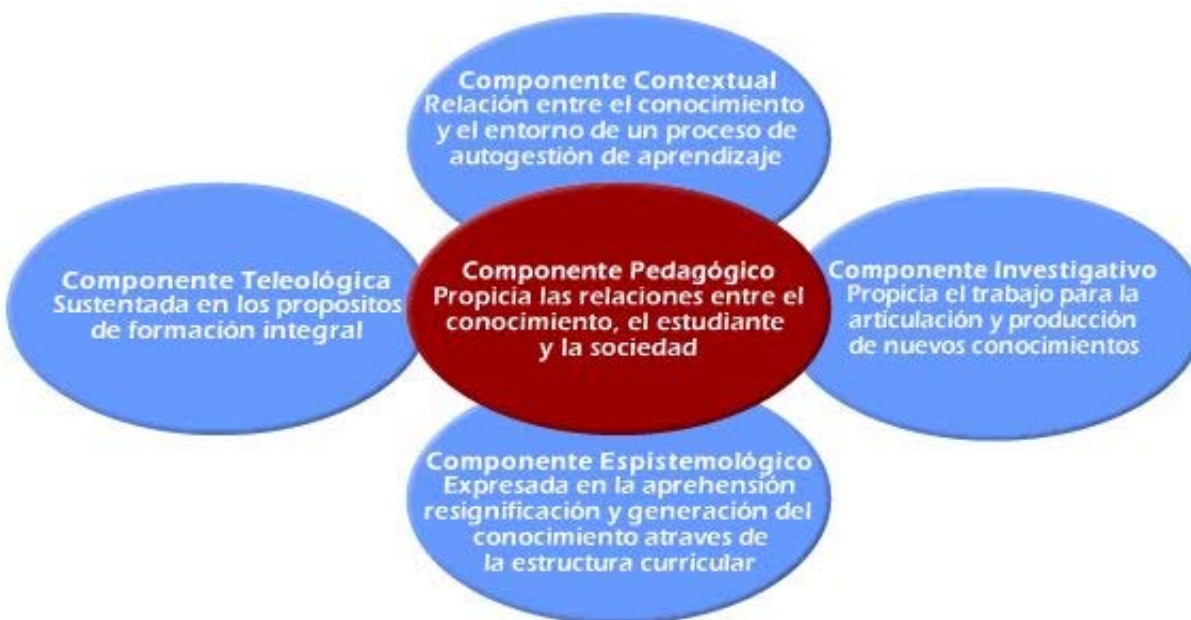 Componente Contextual
Relación entre el conocimiento
y el entorno de un proceso de
autogestión de aprendizaje
Componente Teleológica
Sustentada en los propositos
de formación integral
Componente Pedagógico
Propicia las relaciones entre el
conocimiento, el estudiante
y la sociedad
Componente Investigativo
Propicia el trabajo para la
articulación y producción
de nuevos conocimientos
Componente Espistemológico
Expresada en la aprehensión
resignificación y generación del
conocimiento atraves de
la estructura curricular